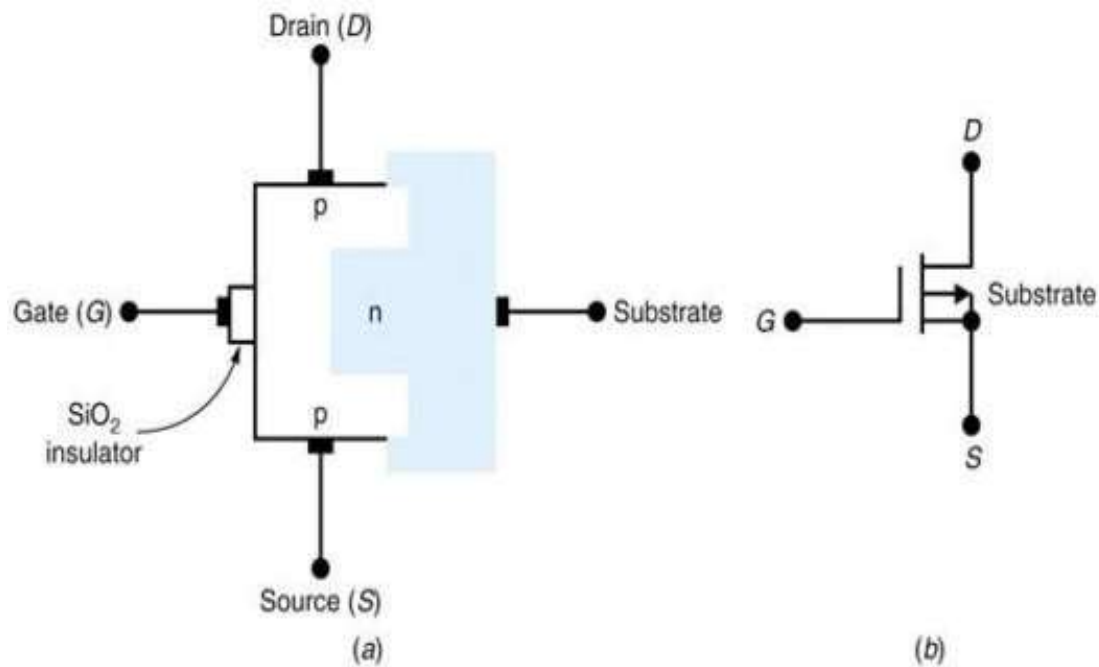 Drain (D)
D
p
Gate (G)
n
Substrate
G
Substrate
SiO₂
insulator
p
S
Source (S)
(a)
(b)